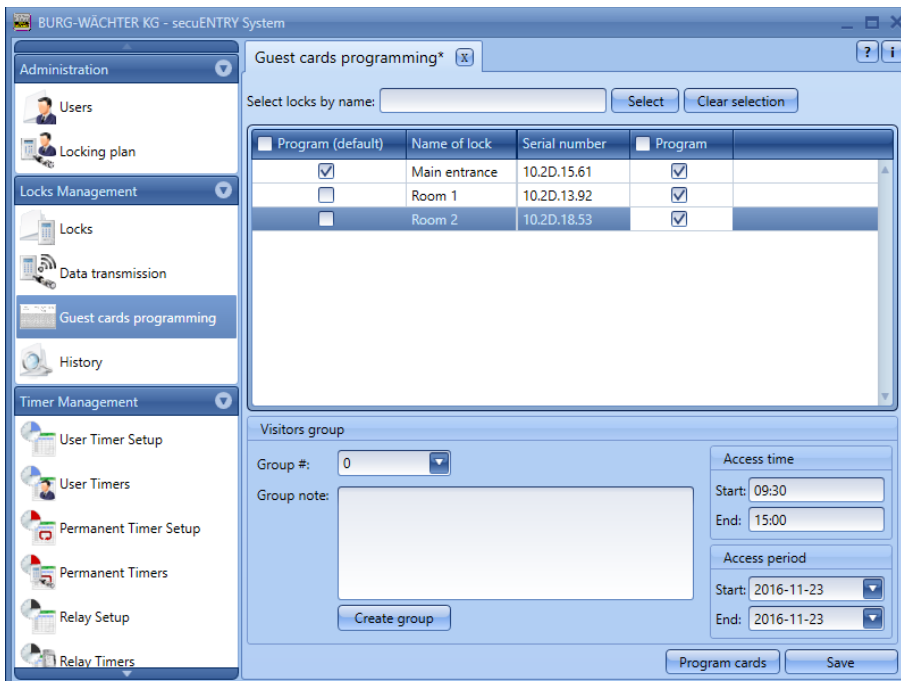 BURG-WÄCHTER KG - secuENTRY System
Administration
Users
Locking plan
Locks Management
Locks
Data transmission
Guest cards programming
History
Timer Management
User Timer Setup
User Timers
Permanent Timer Setup
Permanent Timers
Relay Setup
Relay Timers
Guest cards programming* x
? i
Select locks by name: Select Clear selection
Program (default) Name of lock Serial number Program
Main entrance 10.2D.15.61
Room 1 10.2D.13.92
Room 2 10.2D.18.53
Visitors group
Group #: 0
Group note:
Create group
Access time
Start: 09:30
End: 15:00
Access period
Start: 2016-11-23
End: 2016-11-23
Program cards Save